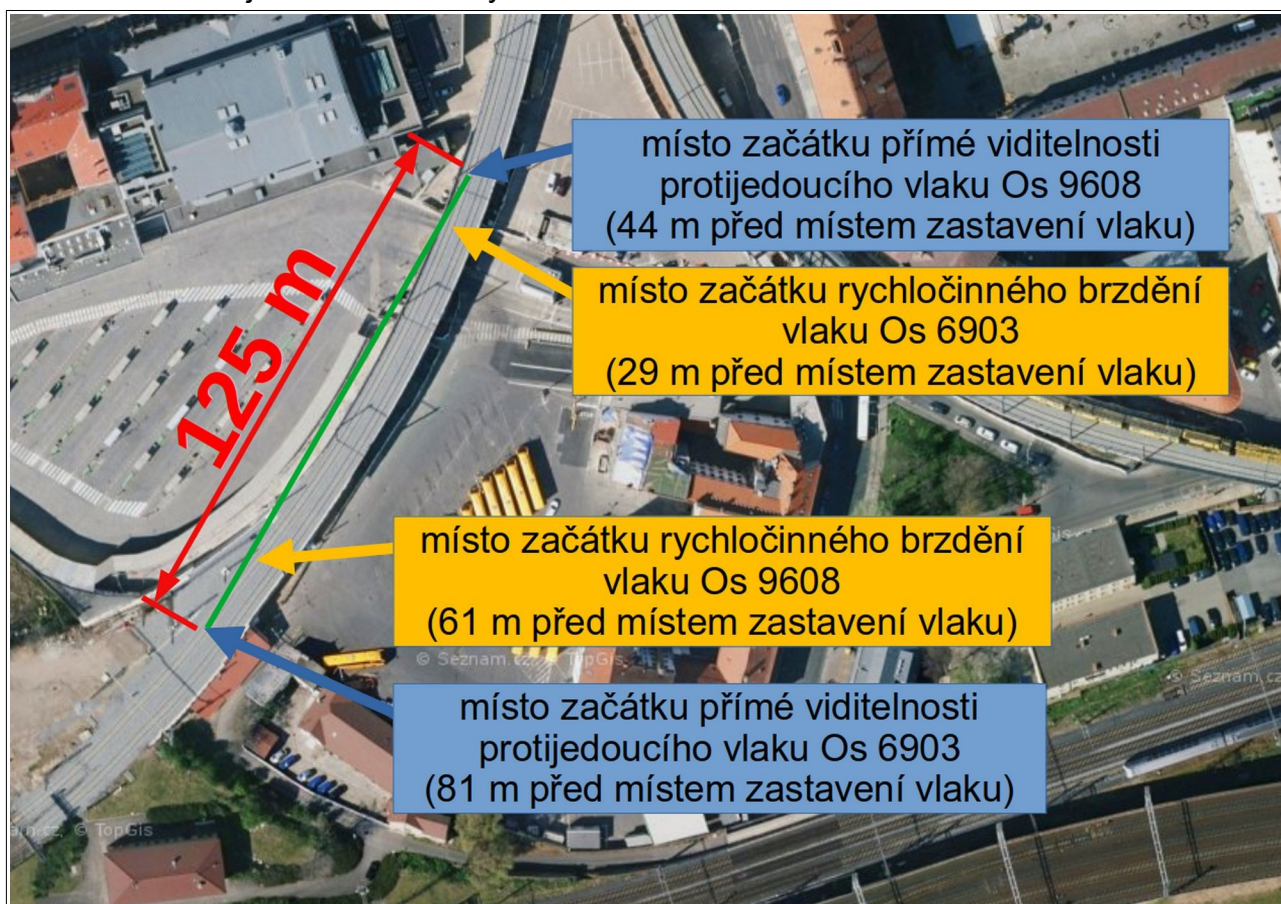 místo začátku přímé viditelnosti
protijedoucího vlaku Os 9608
(44 m před místem zastavení vlaku)
místo začátku rychločinného brzdění
vlaku Os 6903
(29 m před místem zastavení vlaku)
125 m
místo začátku rychločinného brzdění
vlaku Os 9608
(61 m před místem zastavení vlaku)
© Seznam.cz, © TopGis
© Seznam.cz
místo začátku přímé viditelnosti
protijedoucího vlaku Os 6903
(81 m před místem zastavení vlaku)
© TopGis